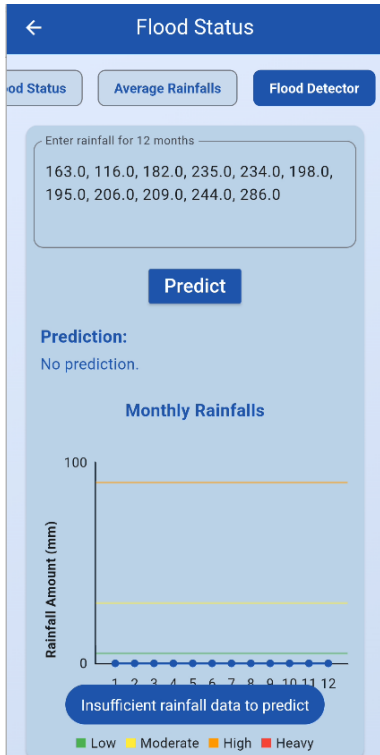 Flood Status
od Status
Average Rainfalls
Flood Detector
Enter rainfall for 12 months
163.0, 116.0, 182.0, 235.0, 234.0, 198.0,
195.0, 206.0, 209.0, 244.0, 286.0
Predict
Prediction:
No prediction.
Monthly Rainfalls
100
Rainfall Amount (mm)
0
1 2 3 4 5 6 7 8 9 10 11 12
Insufficient rainfall data to predict
Low Moderate High Heavy